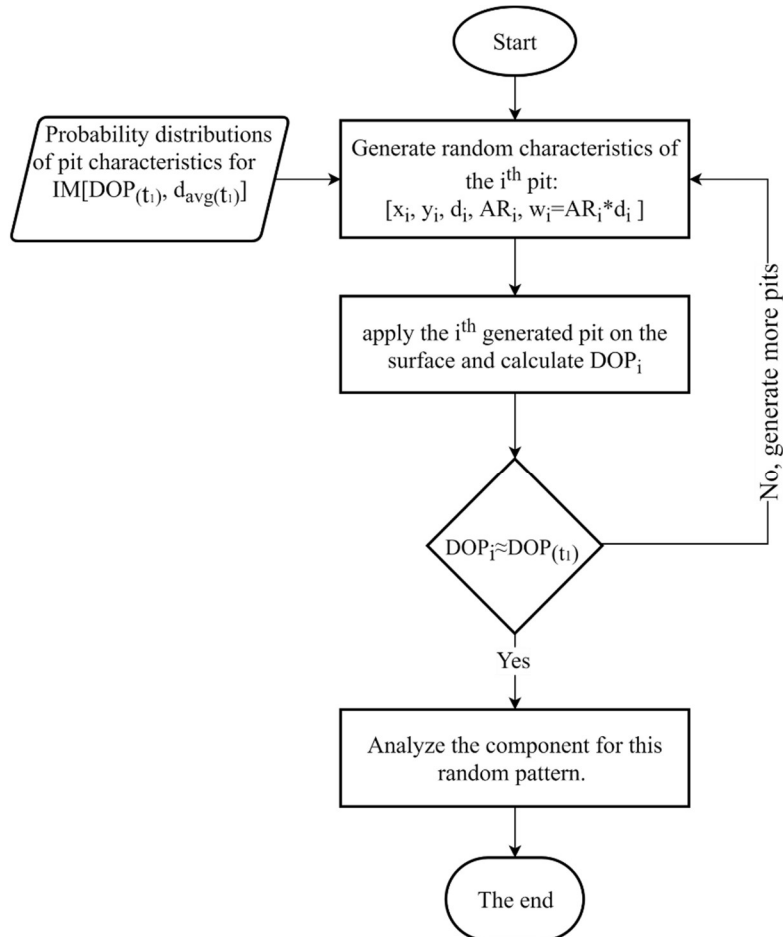 Start
Probability distributions
of pit characteristics for
IM[DOP(t₁), davg(t₁)]
Generate random characteristics of
the iᵗʰ pit:
[xᵢ, yᵢ, dᵢ, ARᵢ, wᵢ=ARᵢ*dᵢ ]
apply the iᵗʰ generated pit on the
surface and calculate DOPᵢ
No, generate more pits
DOPᵢ≈DOP(t₁)
Yes
Analyze the component for this
random pattern.
The end